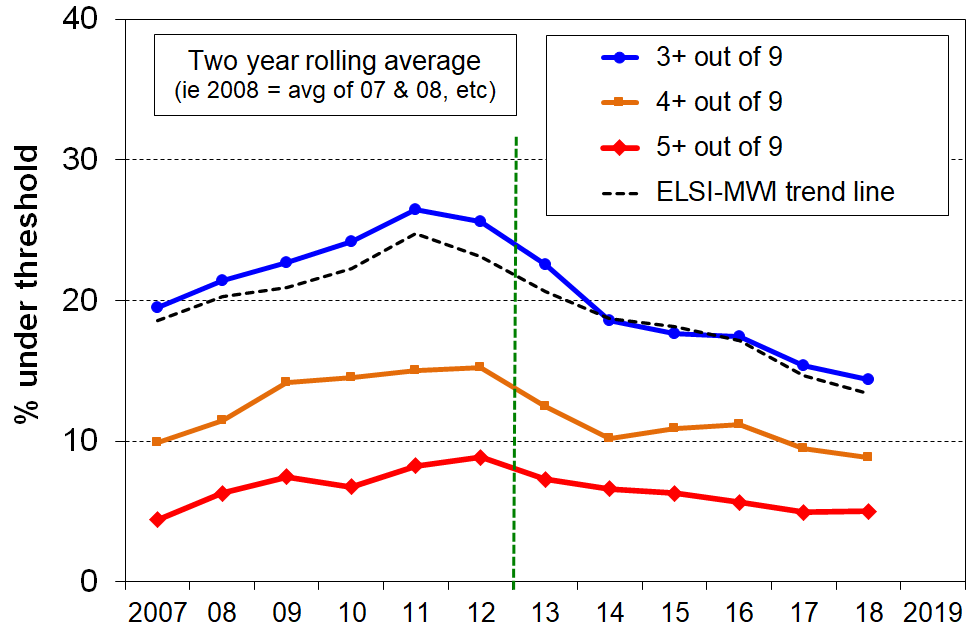 40
Two year rolling average
(ie 2008 = avg of 07 & 08, etc)
3+ out of 9
4+ out of 9
5+ out of 9
ELSI-MWI trend line
30
20
10
0
% under threshold
2007 08 09 10 11 12 13 14 15 16 17 18 2019